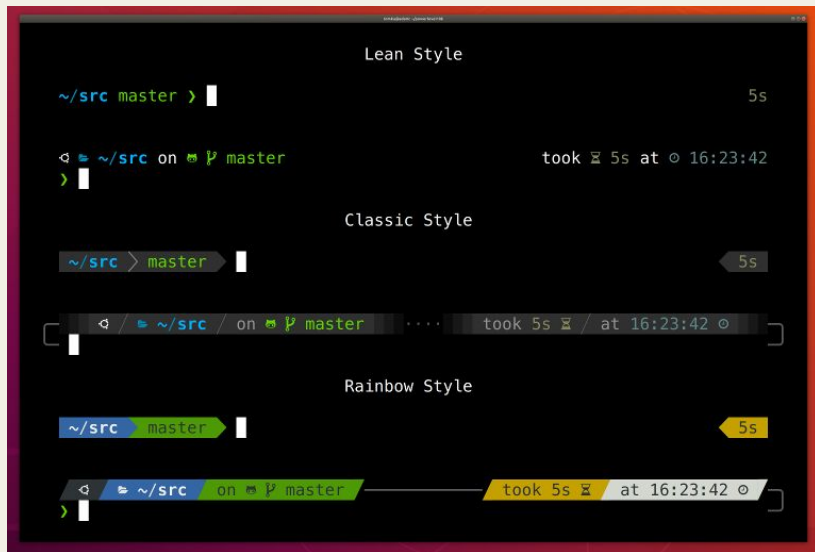 Lean Style
~/src master ❯ 5s
~/src on master took 5s at 16:23:42
❯
Classic Style
~/src master 5s
~/src / on master ···· took 5s / at 16:23:42
Rainbow Style
~/src master 5s
~/src on master took 5s at 16:23:42
❯